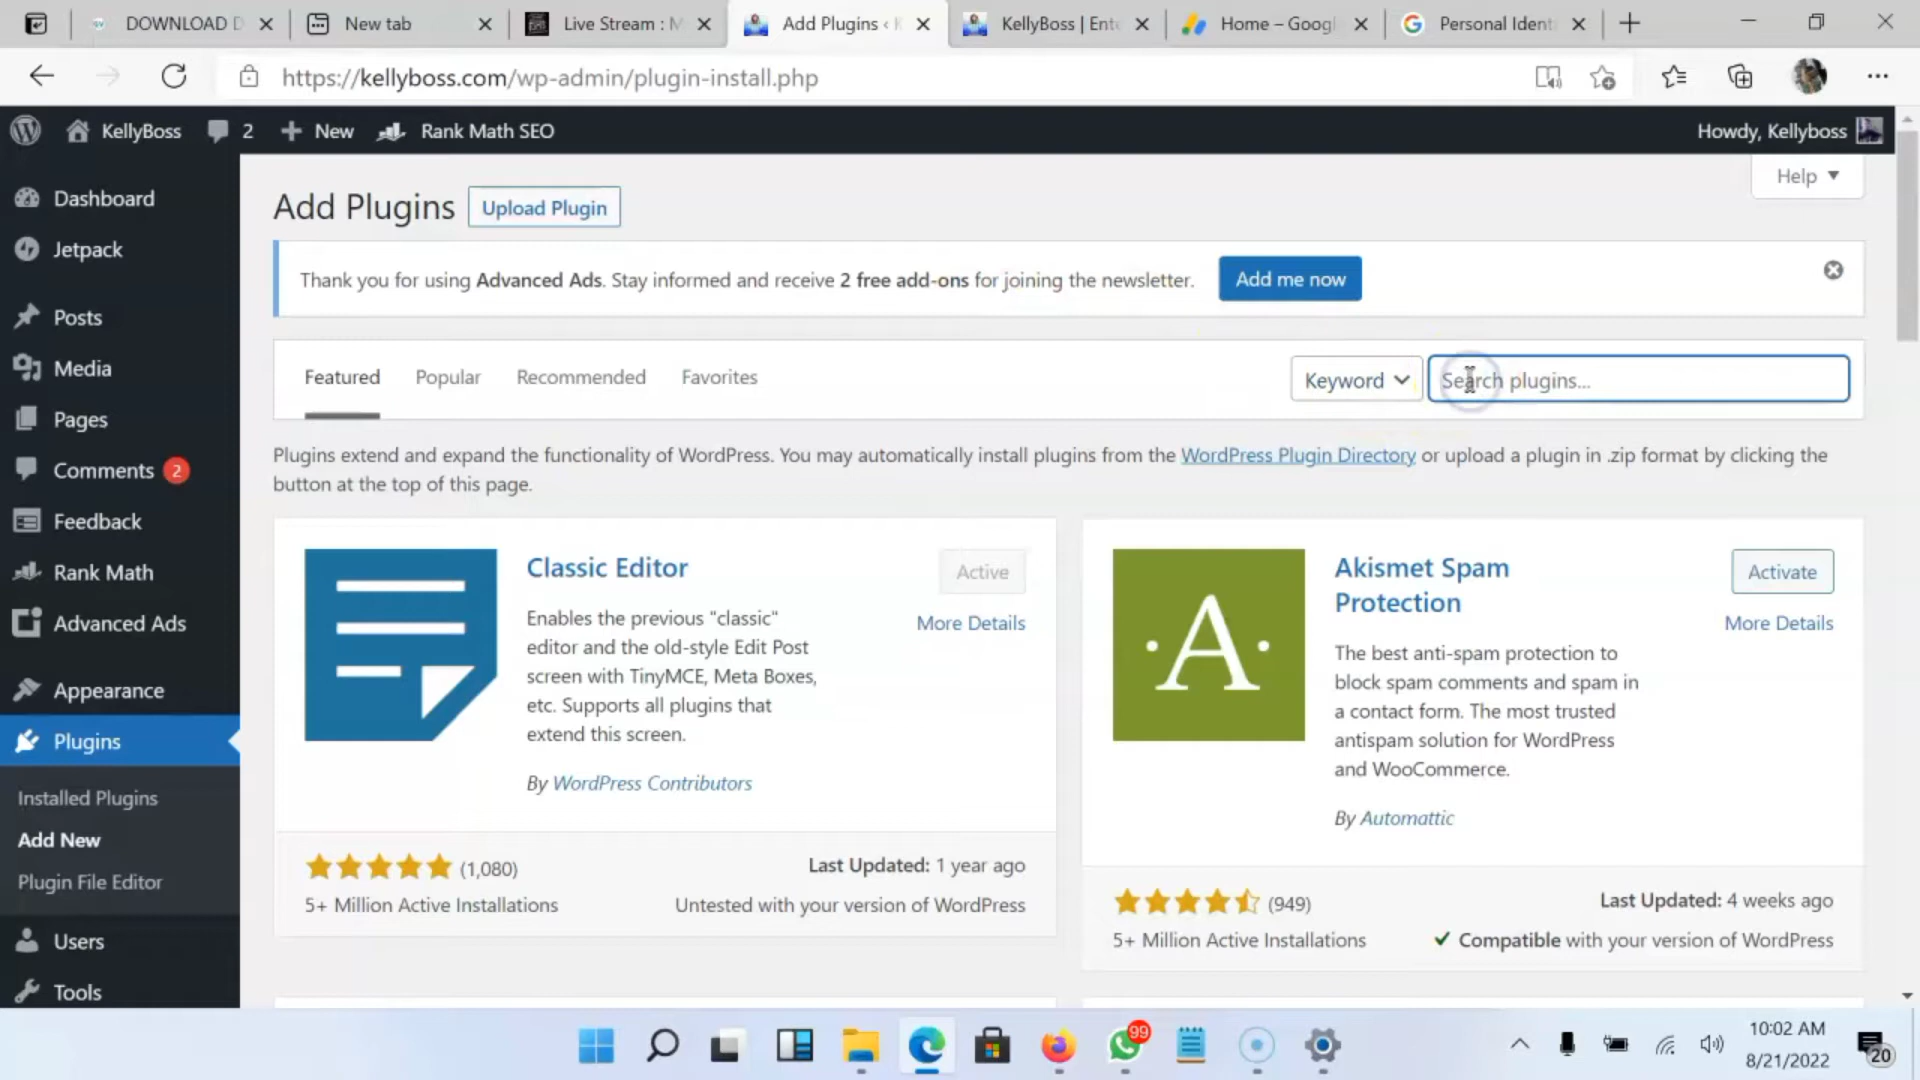 DOWNLOAD D
New tab
Live Stream : M
Add Plugins ‹ K
KellyBoss | Ente
Home – Googl
Personal Ident
https://kellyboss.com/wp-admin/plugin-install.php
KellyBoss
2
New
Rank Math SEO
Howdy, Kellyboss
Dashboard
Jetpack
Posts
Media
Pages
Comments 2
Feedback
Rank Math
Advanced Ads
Appearance
Plugins
Installed Plugins
Add New
Plugin File Editor
Users
Tools
Help
Add Plugins
Upload Plugin
Thank you for using Advanced Ads. Stay informed and receive 2 free add-ons for joining the newsletter.
Add me now
Featured
Popular
Recommended
Favorites
Keyword
Search plugins...
Plugins extend and expand the functionality of WordPress. You may automatically install plugins from the WordPress Plugin Directory or upload a plugin in .zip format by clicking the
button at the top of this page.
Classic Editor
Active
More Details
Enables the previous "classic"
editor and the old-style Edit Post
screen with TinyMCE, Meta Boxes,
etc. Supports all plugins that
extend this screen.
By WordPress Contributors
(1,080)
Last Updated: 1 year ago
5+ Million Active Installations
Untested with your version of WordPress
A
Akismet Spam
Protection
Activate
More Details
The best anti-spam protection to
block spam comments and spam in
a contact form. The most trusted
antispam solution for WordPress
and WooCommerce.
By Automattic
(949)
Last Updated: 4 weeks ago
5+ Million Active Installations
Compatible with your version of WordPress
99
10:02 AM
8/21/2022
20